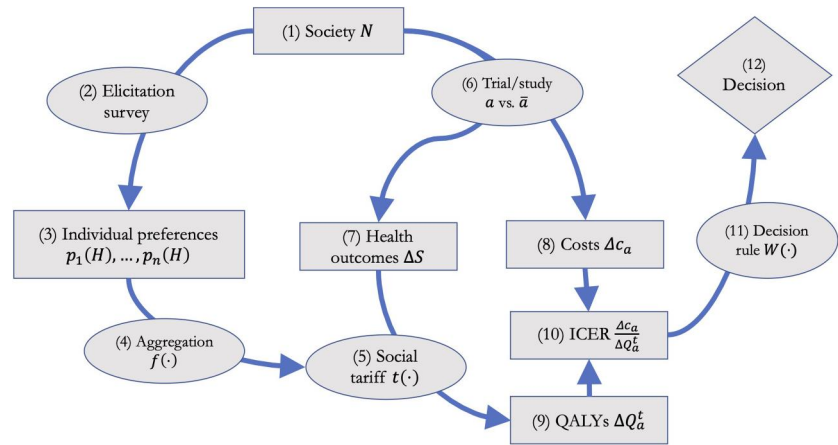 (1) Society N
(2) Elicitation
survey
(3) Individual preferences
p₁(H), ..., pₙ(H)
(4) Aggregation
f(·)
(5) Social
tariff t(·)
(6) Trial/study
a vs. ā
(7) Health
outcomes ΔS
(8) Costs Δcₐ
(9) QALYs ΔQₐᵗ
(10) ICER Δcₐ/ΔQₐᵗ
(11) Decision
rule W(·)
(12)
Decision